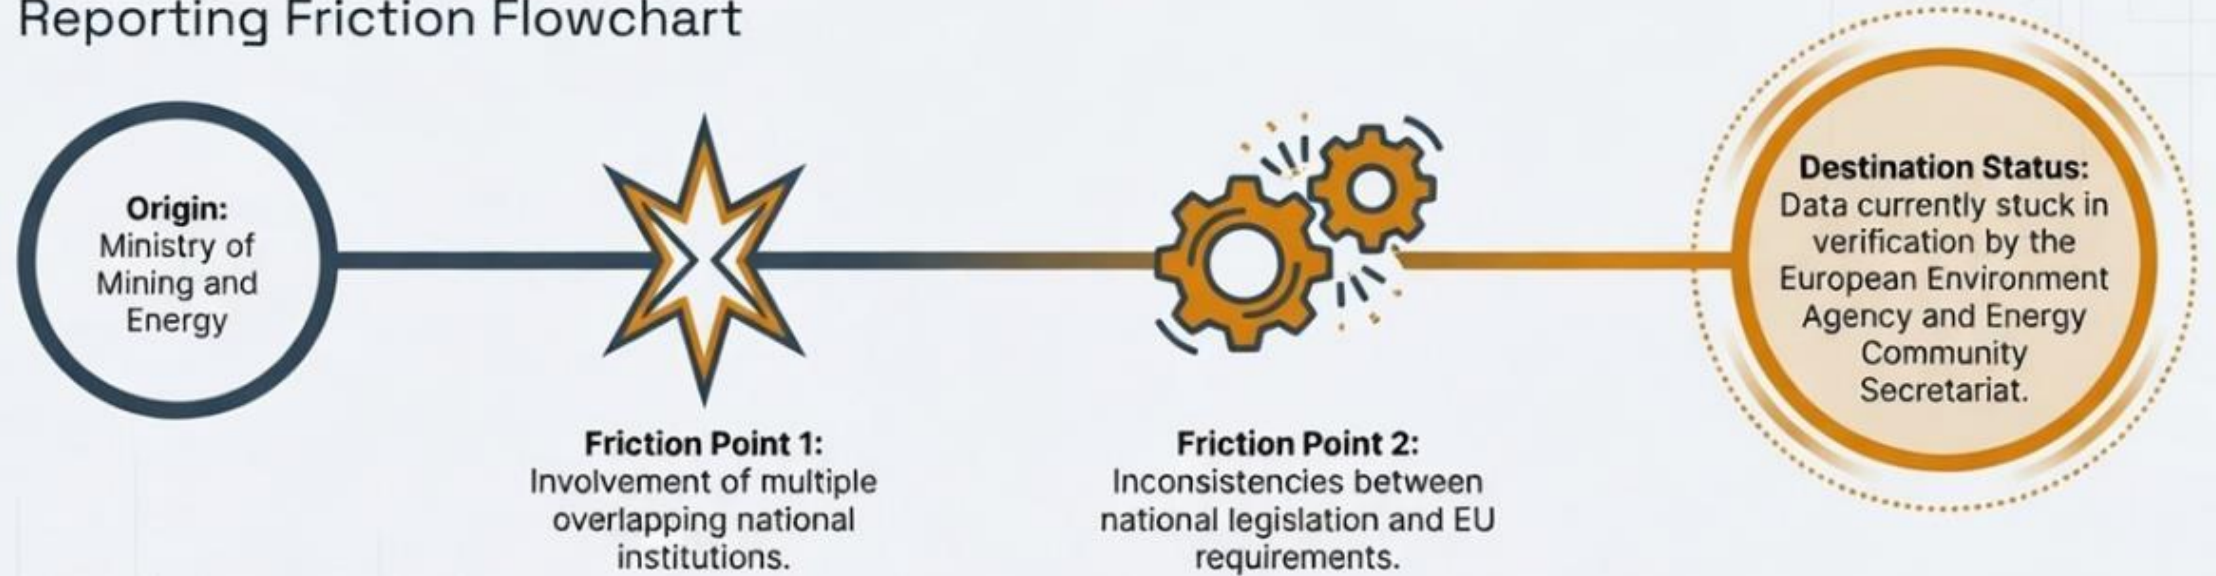 Reporting Friction Flowchart
Origin:
Ministry of
Mining and
Energy
Friction Point 1:
Involvement of multiple
overlapping national
institutions.
Friction Point 2:
Inconsistencies between
national legislation and EU
requirements.
Destination Status:
Data currently stuck in
verification by the
European Environment
Agency and Energy
Community
Secretariat.